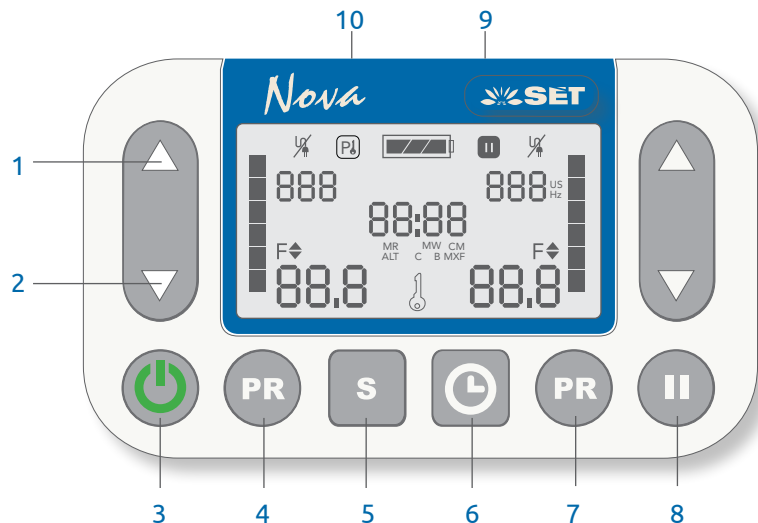 10 9
Nova SET
1
P
888 888 US
Hz
88:88
MR MW CM
ALT C B MXF
F F
2
88.8 88.8
PR S PR
3 4 5 6 7 8